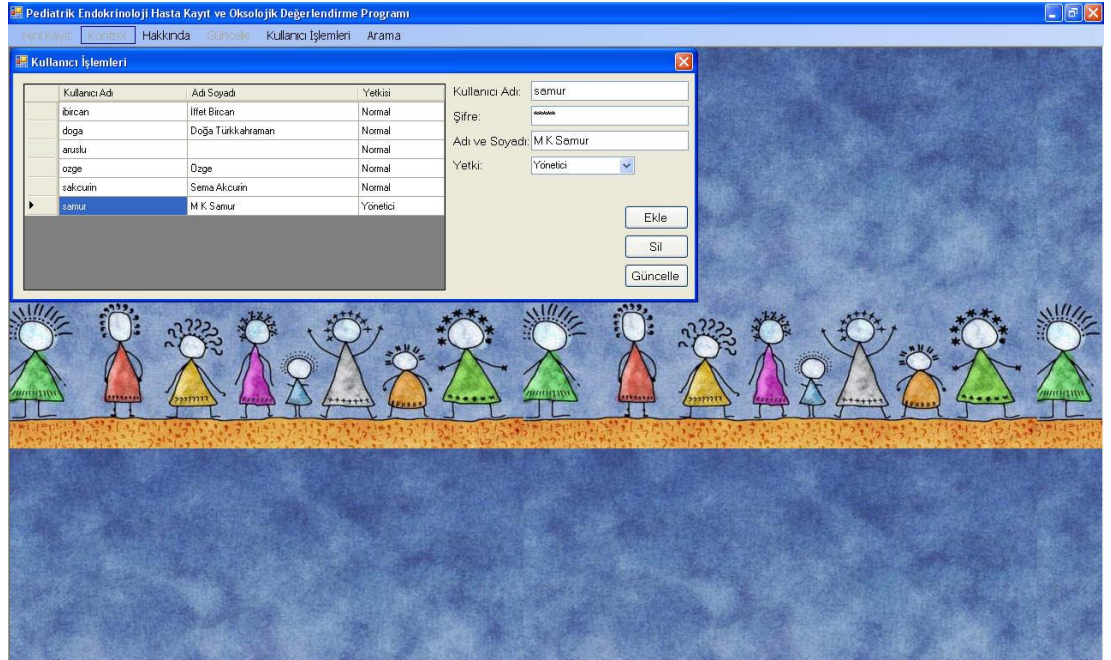 Pediatrik Endokrinoloji Hasta Kayıt ve Oksolojik Değerlendirme Programı
Yeni Kayıt Kontrol Hakkında Güncelle Kullanıcı İşlemleri Arama
Kullanıcı İşlemleri
Kullanıcı Adı Adı Soyadı Yetkisi
ibircan İffet Bircan Normal
doga Doğa Türkkahraman Normal
aruslu Normal
ozge Özge Normal
sakcurin Sema Akcurin Normal
samur M K Samur Yönetici
Kullanıcı Adı: samur
Şifre: *****
Adı ve Soyadı: M K Samur
Yetki: Yönetici
Ekle
Sil
Güncelle